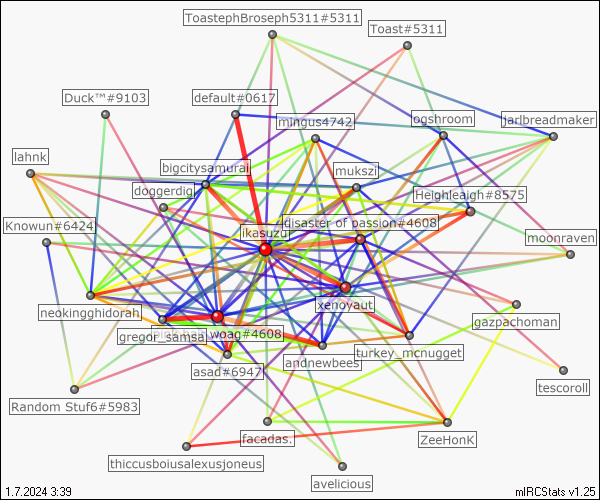 ToastephBroseph5311#5311
Toast#5311
Duck™#9103
default#0617
mingus4742
ogshroom
jarlbreadmaker
lahnk
bigcitysamurai
mukszi
doggerdig
Heighleaigh#8575
Knowun#6424
disaster of passion#4608
ikasuzu
moonraven
xenoyaut
neokingghidorah
gazpachoman
gregor_samsa
woag#4608
turkey_mcnugget
andnewbees
asad#6947
tescoroll
Random Stuf6#5983
facadas.
ZeeHonK
thiccusboiusalexusjoneus
avelicious
1.7.2024 3:39
mIRCStats v1.25